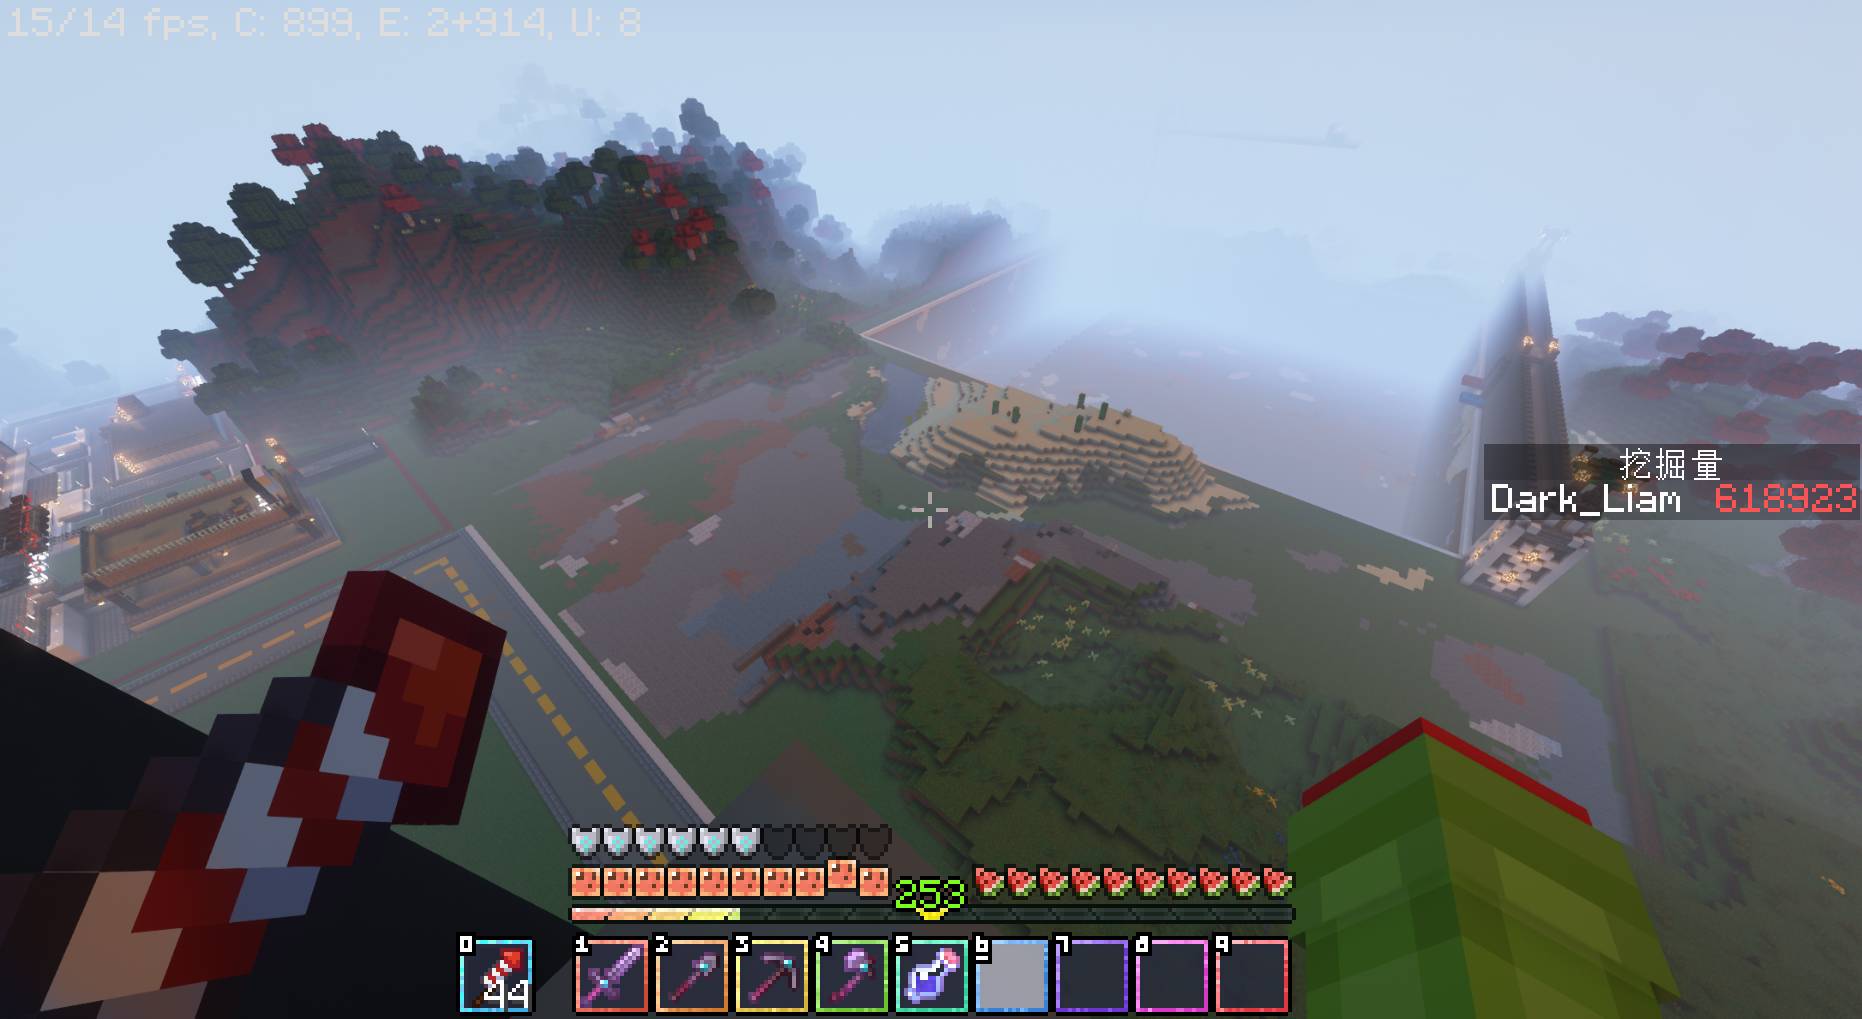 15/14 fps, C: 899, E: 2+914, U: 8
挖掘量
Dark_Liam 618923
253
0 1 2 3 4 5 6 7 8 9
44